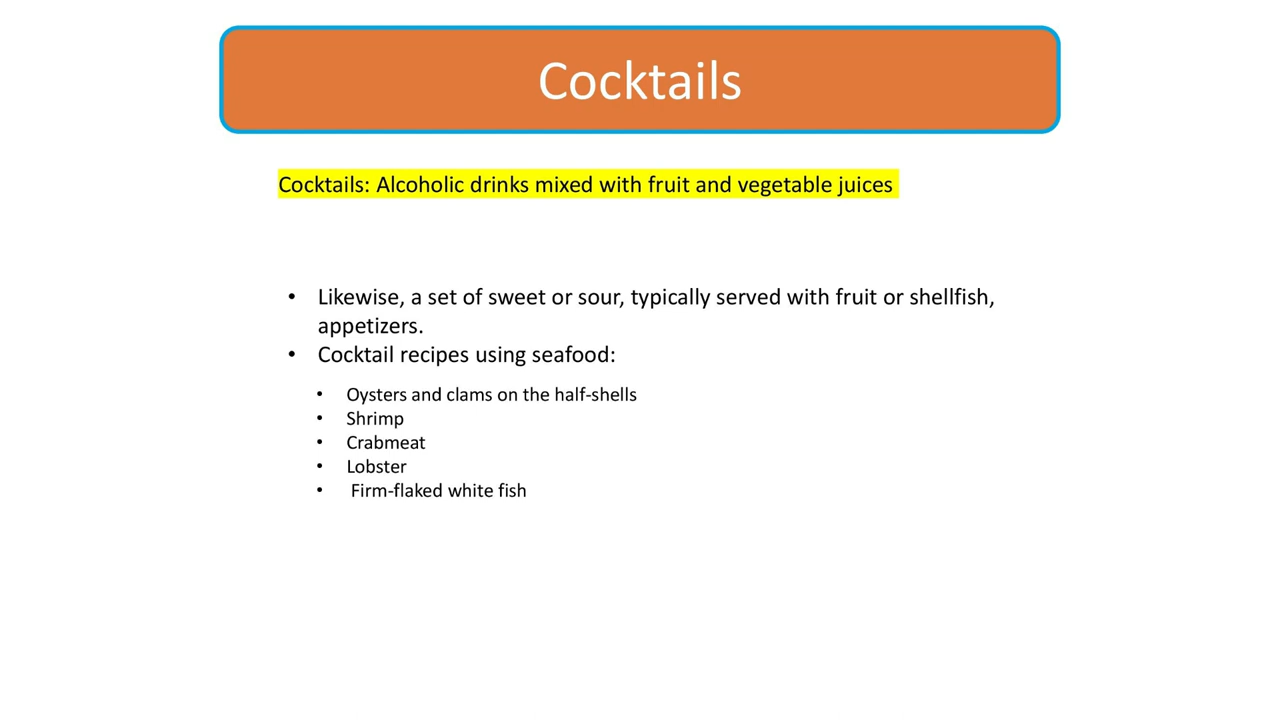 Cocktails
Cocktails: Alcoholic drinks mixed with fruit and vegetable juices
• Likewise, a set of sweet or sour, typically served with fruit or shellfish,
appetizers.
• Cocktail recipes using seafood:
• Oysters and clams on the half-shells
• Shrimp
• Crabmeat
• Lobster
• Firm-flaked white fish